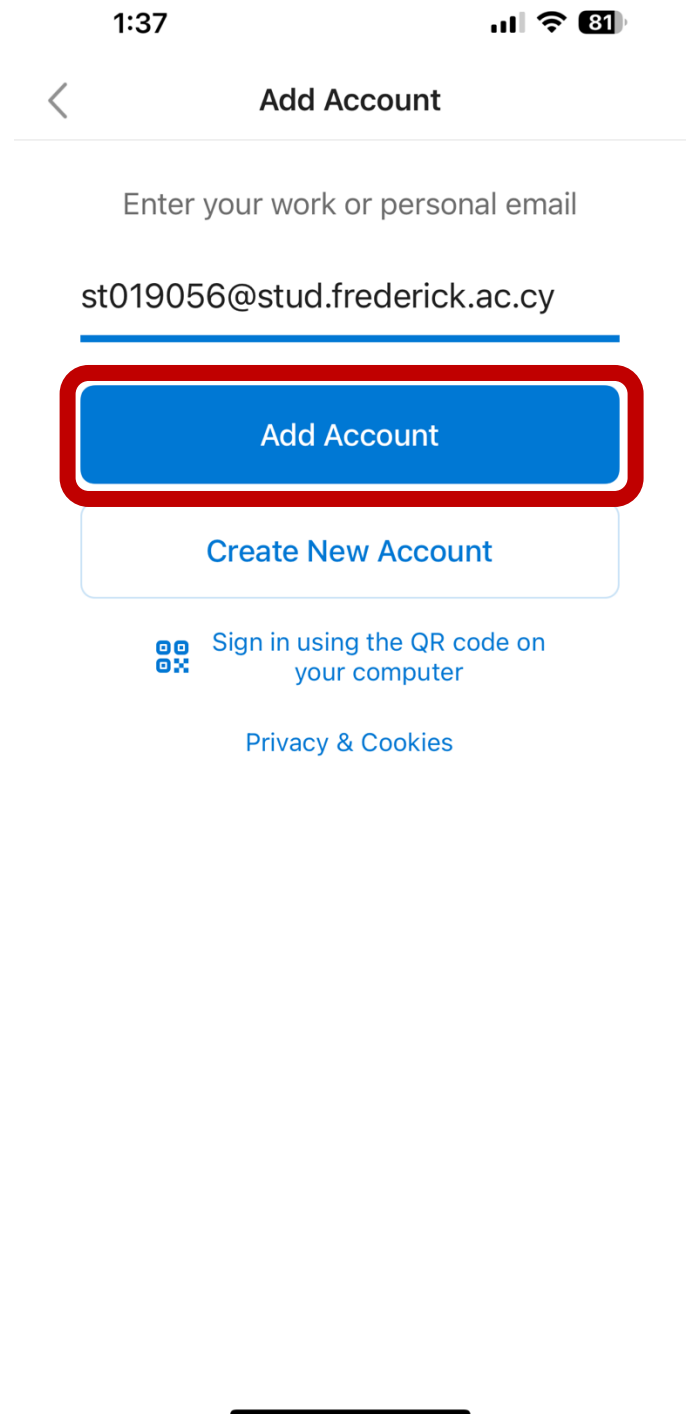 1:37
81
Add Account
Enter your work or personal email
st019056@stud.frederick.ac.cy
Add Account
Create New Account
Sign in using the QR code on
your computer
Privacy & Cookies